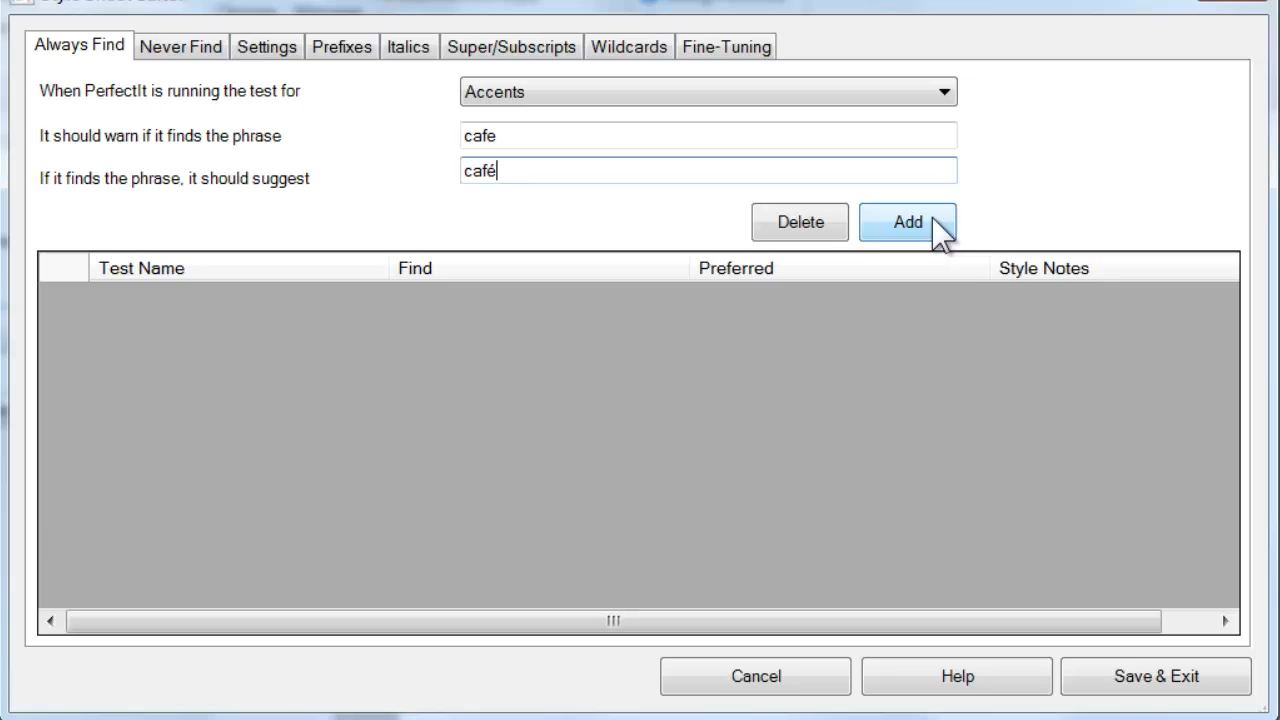 Always Find Never Find Settings Prefixes Italics Super/Subscripts Wildcards Fine-Tuning
When PerfectIt is running the test for Accents
It should warn if it finds the phrase cafe
If it finds the phrase, it should suggest café
Delete Add
Test Name Find Preferred Style Notes
Cancel Help Save & Exit